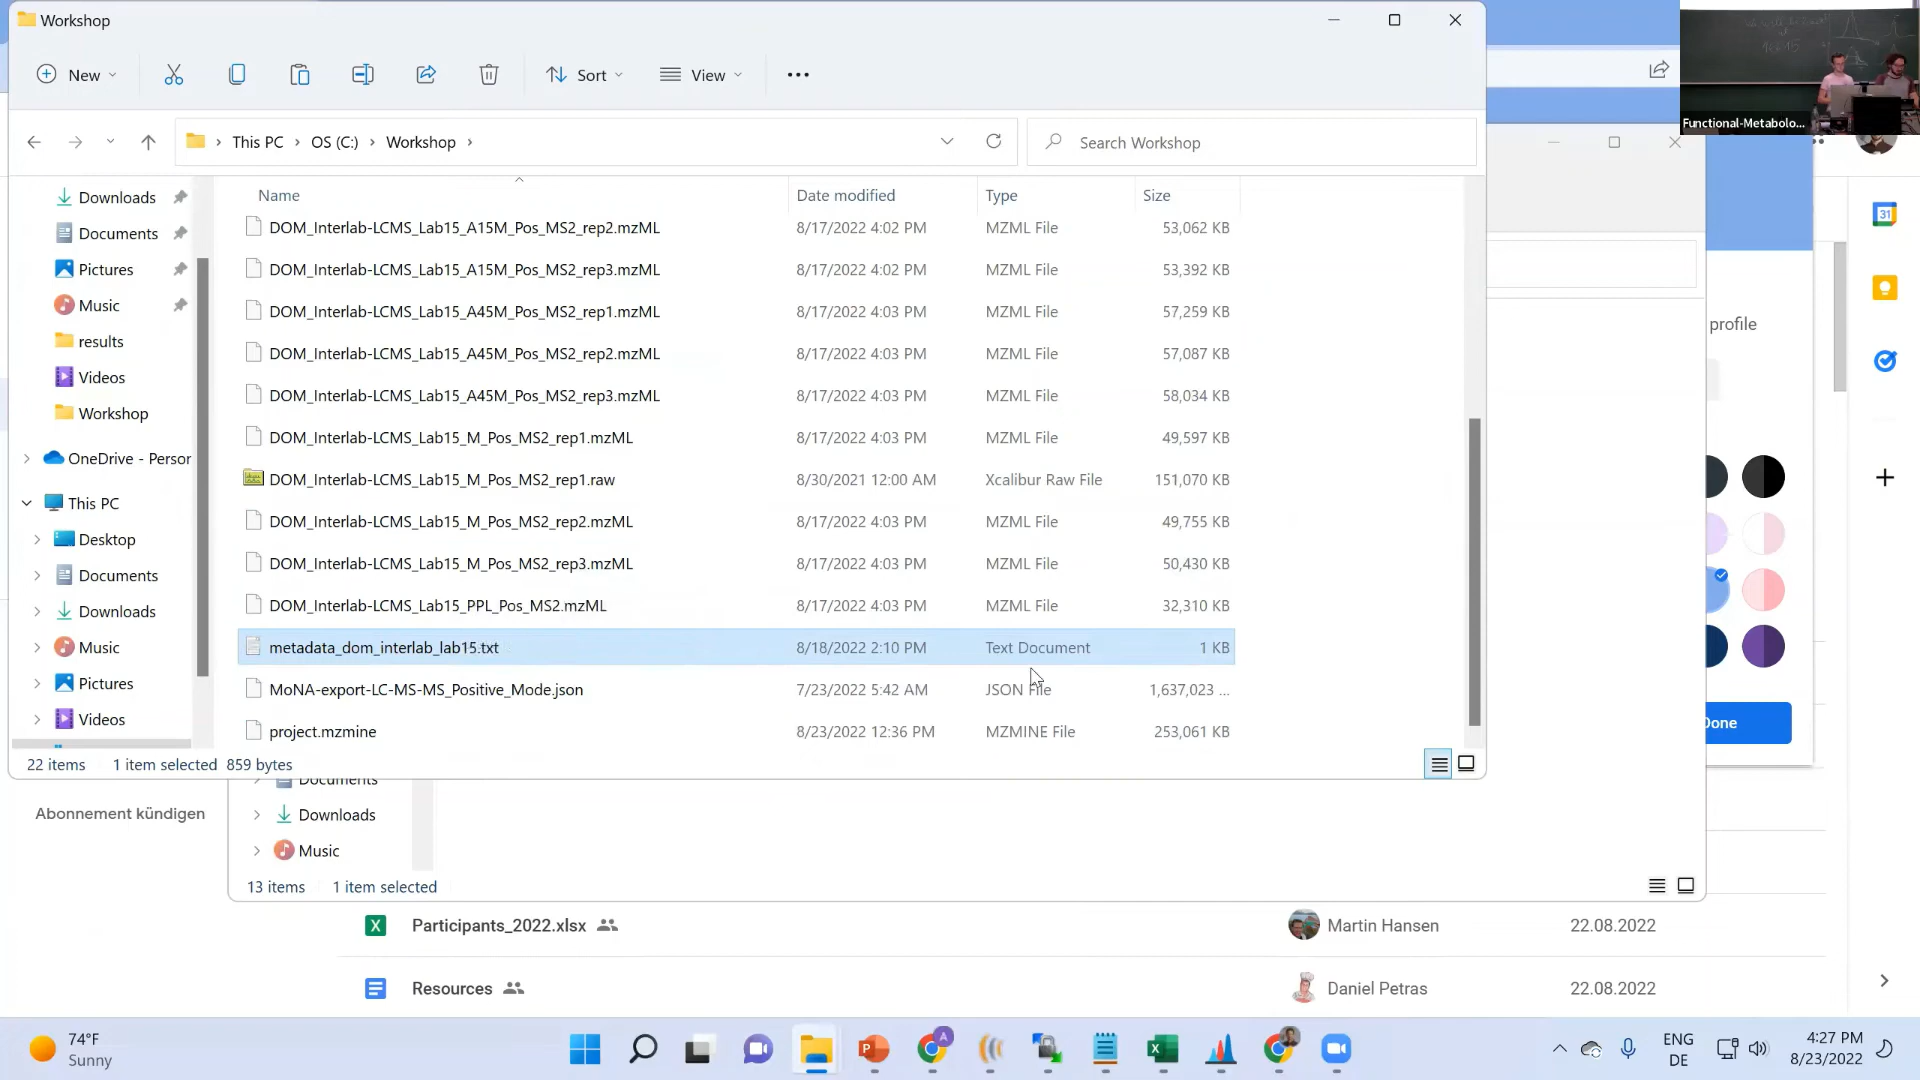 Workshop
New
Sort
View
This PC
OS (C:)
Workshop
Search Workshop
Functional-Metabolo...
Name
Date modified
Type
Size
Downloads
Documents
Pictures
Music
results
Videos
Workshop
OneDrive - Persor
This PC
Desktop
Documents
Downloads
Music
Pictures
Videos
DOM_Interlab-LCMS_Lab15_A15M_Pos_MS2_rep2.mzML 8/17/2022 4:02 PM MZML File 53,062 KB
DOM_Interlab-LCMS_Lab15_A15M_Pos_MS2_rep3.mzML 8/17/2022 4:02 PM MZML File 53,392 KB
DOM_Interlab-LCMS_Lab15_A45M_Pos_MS2_rep1.mzML 8/17/2022 4:03 PM MZML File 57,259 KB
DOM_Interlab-LCMS_Lab15_A45M_Pos_MS2_rep2.mzML 8/17/2022 4:03 PM MZML File 57,087 KB
DOM_Interlab-LCMS_Lab15_A45M_Pos_MS2_rep3.mzML 8/17/2022 4:03 PM MZML File 58,034 KB
DOM_Interlab-LCMS_Lab15_M_Pos_MS2_rep1.mzML 8/17/2022 4:03 PM MZML File 49,597 KB
DOM_Interlab-LCMS_Lab15_M_Pos_MS2_rep1.raw 8/30/2021 12:00 AM Xcalibur Raw File 151,070 KB
DOM_Interlab-LCMS_Lab15_M_Pos_MS2_rep2.mzML 8/17/2022 4:03 PM MZML File 49,755 KB
DOM_Interlab-LCMS_Lab15_M_Pos_MS2_rep3.mzML 8/17/2022 4:03 PM MZML File 50,430 KB
DOM_Interlab-LCMS_Lab15_PPL_Pos_MS2.mzML 8/17/2022 4:03 PM MZML File 32,310 KB
metadata_dom_interlab_lab15.txt 8/18/2022 2:10 PM Text Document 1 KB
MoNA-export-LC-MS-MS_Positive_Mode.json 7/23/2022 5:42 AM JSON File 1,637,023 ...
project.mzmine 8/23/2022 12:36 PM MZMINE File 253,061 KB
22 items 1 item selected 859 bytes
profile
31
Done
Abonnement kündigen
Documents
Downloads
Music
13 items 1 item selected
Participants_2022.xlsx Martin Hansen 22.08.2022
Resources Daniel Petras 22.08.2022
74°F
Sunny
A
ENG
DE
4:27 PM
8/23/2022